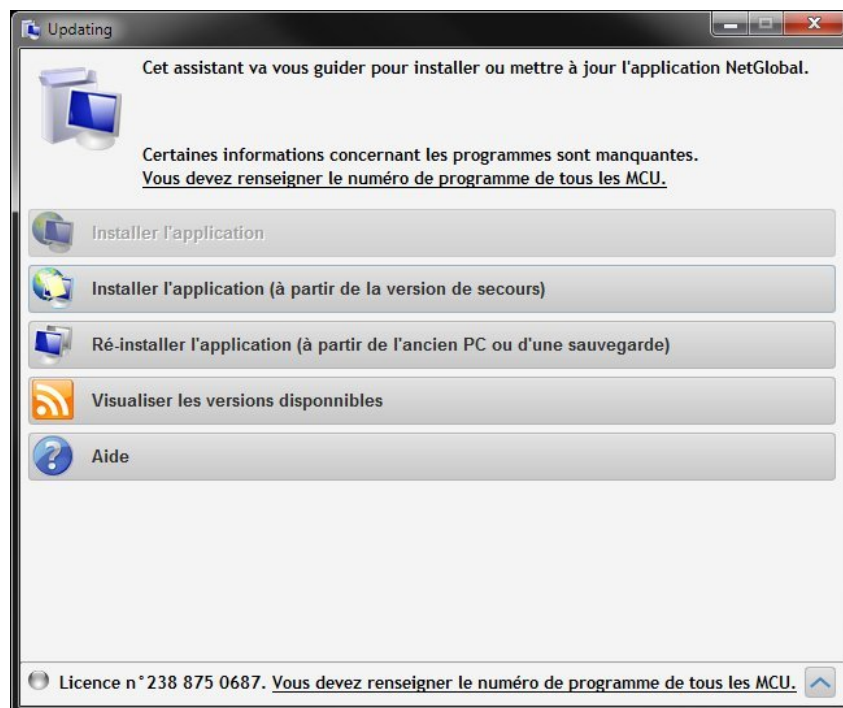 Updating
Cet assistant va vous guider pour installer ou mettre à jour l'application NetGlobal.
Certaines informations concernant les programmes sont manquantes.
Vous devez renseigner le numéro de programme de tous les MCU.
Installer l'application
Installer l'application (à partir de la version de secours)
Ré-installer l'application (à partir de l'ancien PC ou d'une sauvegarde)
Visualiser les versions disponnibles
Aide
Licence n°238 875 0687. Vous devez renseigner le numéro de programme de tous les MCU.